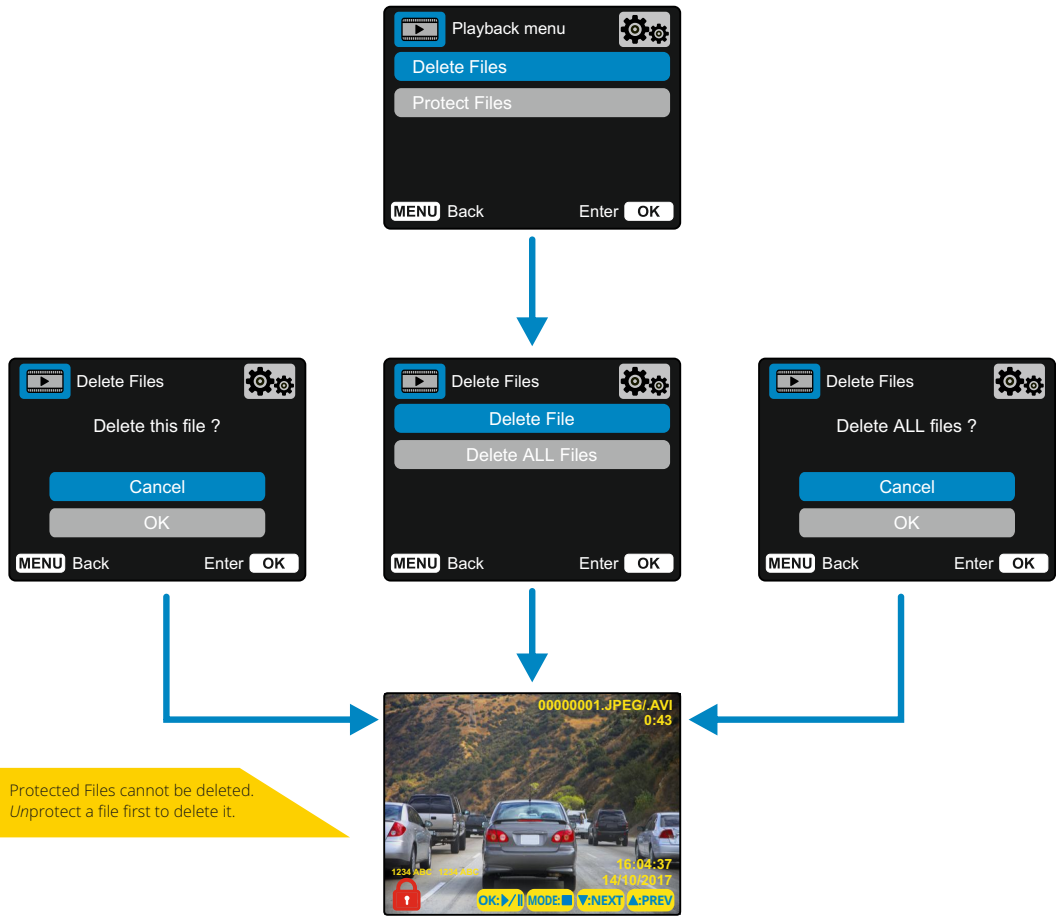 Playback menu
Delete Files
Protect Files
MENU Back Enter OK
Delete Files
Delete this file ?
Cancel
OK
MENU Back Enter OK
Delete Files
Delete File
Delete ALL Files
MENU Back Enter OK
Delete Files
Delete ALL files ?
Cancel
OK
MENU Back Enter OK
00000001.JPEG/.AVI
0:43
Protected Files cannot be deleted.
Unprotect a file first to delete it.
16:04:37
1234 ABC 1234 ABC
14/10/2017
OK:▶/|| MODE:■ ▼:NEXT ▲:PREV